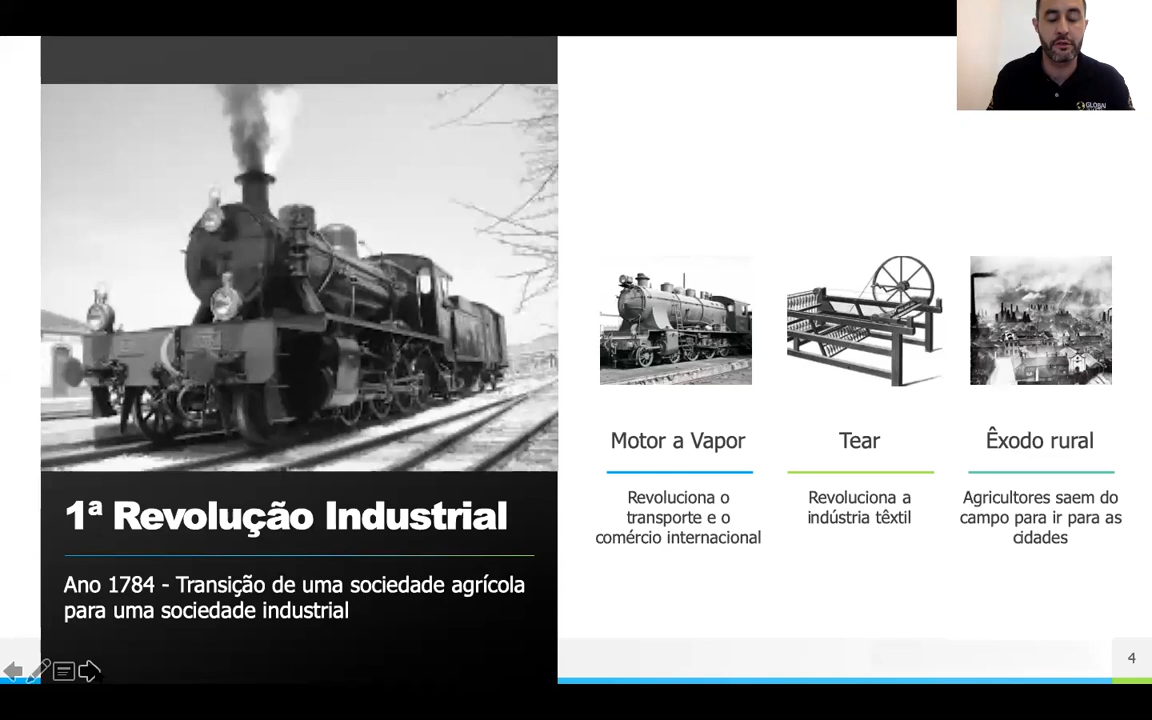 GLOBAL
1ª Revolução Industrial
Ano 1784 - Transição de uma sociedade agrícola
para uma sociedade industrial
Motor a Vapor
Revoluciona o
transporte e o
comércio internacional
Tear
Revoluciona a
indústria têxtil
Êxodo rural
Agricultores saem do
campo para ir para as
cidades
4